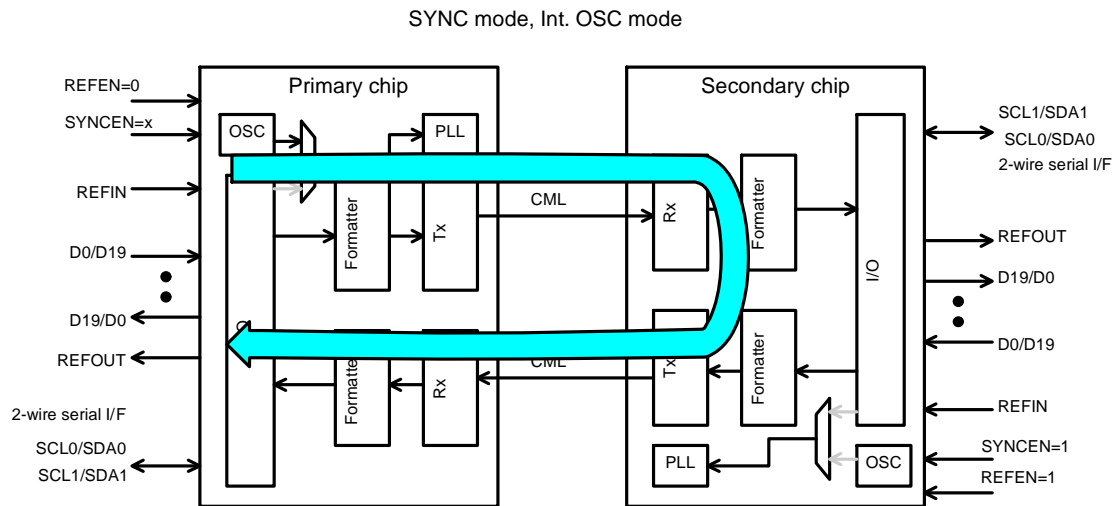 SYNC mode, Int. OSC mode
Primary chip
Secondary chip
REFEN=0
SYNCEN=x
REFIN
D0/D19
D19/D0
REFOUT
2-wire serial I/F
SCL0/SDA0
SCL1/SDA1
OSC
PLL
Formatter
Tx
CML
Rx
Formatter
I/O
Formatter
Rx
CML
Tx
Formatter
PLL
OSC
SCL1/SDA1
SCL0/SDA0
2-wire serial I/F
REFOUT
D19/D0
D0/D19
REFIN
SYNCEN=1
REFEN=1